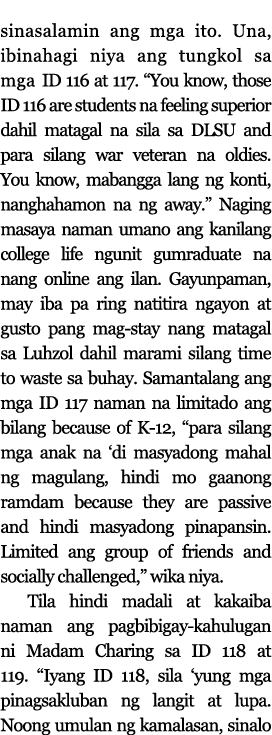 sinasalamin ang mga ito. Una,
ibinahagi niya ang tungkol sa
mga ID 116 at 117. “You know, those
ID 116 are students na feeling superior
dahil matagal na sila sa DLSU and
para silang war veteran na oldies.
You know, mabangga lang ng konti,
nanghahamon na ng away.” Naging
masaya naman umano ang kanilang
college life ngunit gumraduate na
nang online ang ilan. Gayunpaman,
may iba pa ring natitira ngayon at
gusto pang mag-stay nang matagal
sa Luhzol dahil marami silang time
to waste sa buhay. Samantalang ang
mga ID 117 naman na limitado ang
bilang because of K-12, “para silang
mga anak na ‘di masyadong mahal
ng magulang, hindi mo gaanong
ramdam because they are passive
and hindi masyadong pinapansin.
Limited ang group of friends and
socially challenged,” wika niya.
Tila hindi madali at kakaiba
naman ang pagbibigay-kahulugan
ni Madam Charing sa ID 118 at
119. “Iyang ID 118, sila ‘yung mga
pinagsakluban ng langit at lupa.
Noong umulan ng kamalasan, sinalo